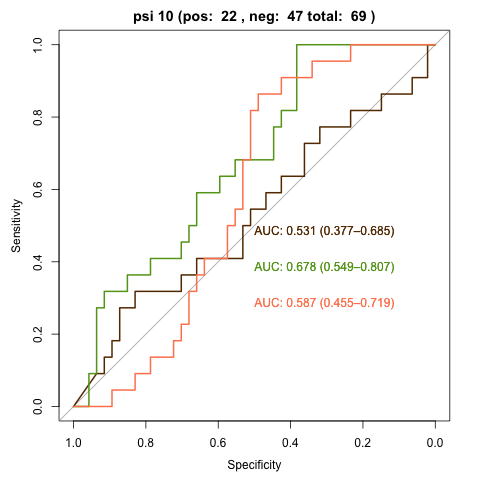 psi 10 (pos:  22 , neg:  47 total:  69 )
Sensitivity
1.0
0.8
0.6
0.4
0.2
0.0
AUC: 0.531 (0.377–0.685)
AUC: 0.678 (0.549–0.807)
AUC: 0.587 (0.455–0.719)
1.0 0.8 0.6 0.4 0.2 0.0
Specificity